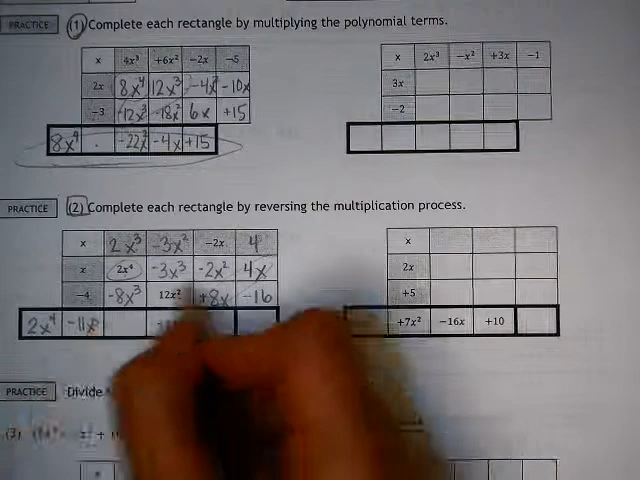 PRACTICE (1) Complete each rectangle by multiplying the polynomial terms.
x 4x³ +6x² -2x -5
2x 8x⁴ 12x³ -4x² -10x
-3 -12x³ -18x² 6x +15
8x⁴ . -22x² -4x +15
x 2x³ -x² +3x -1
3x
-2
PRACTICE (2) Complete each rectangle by reversing the multiplication process.
x 2x³ -3x² -2x 4
x 2x⁴ -3x³ -2x² 4x
-4 -8x³ 12x² +8x -16
2x⁴ -11x³
x
2x
+5
+7x² -16x +10
PRACTICE Divide
(3)
x